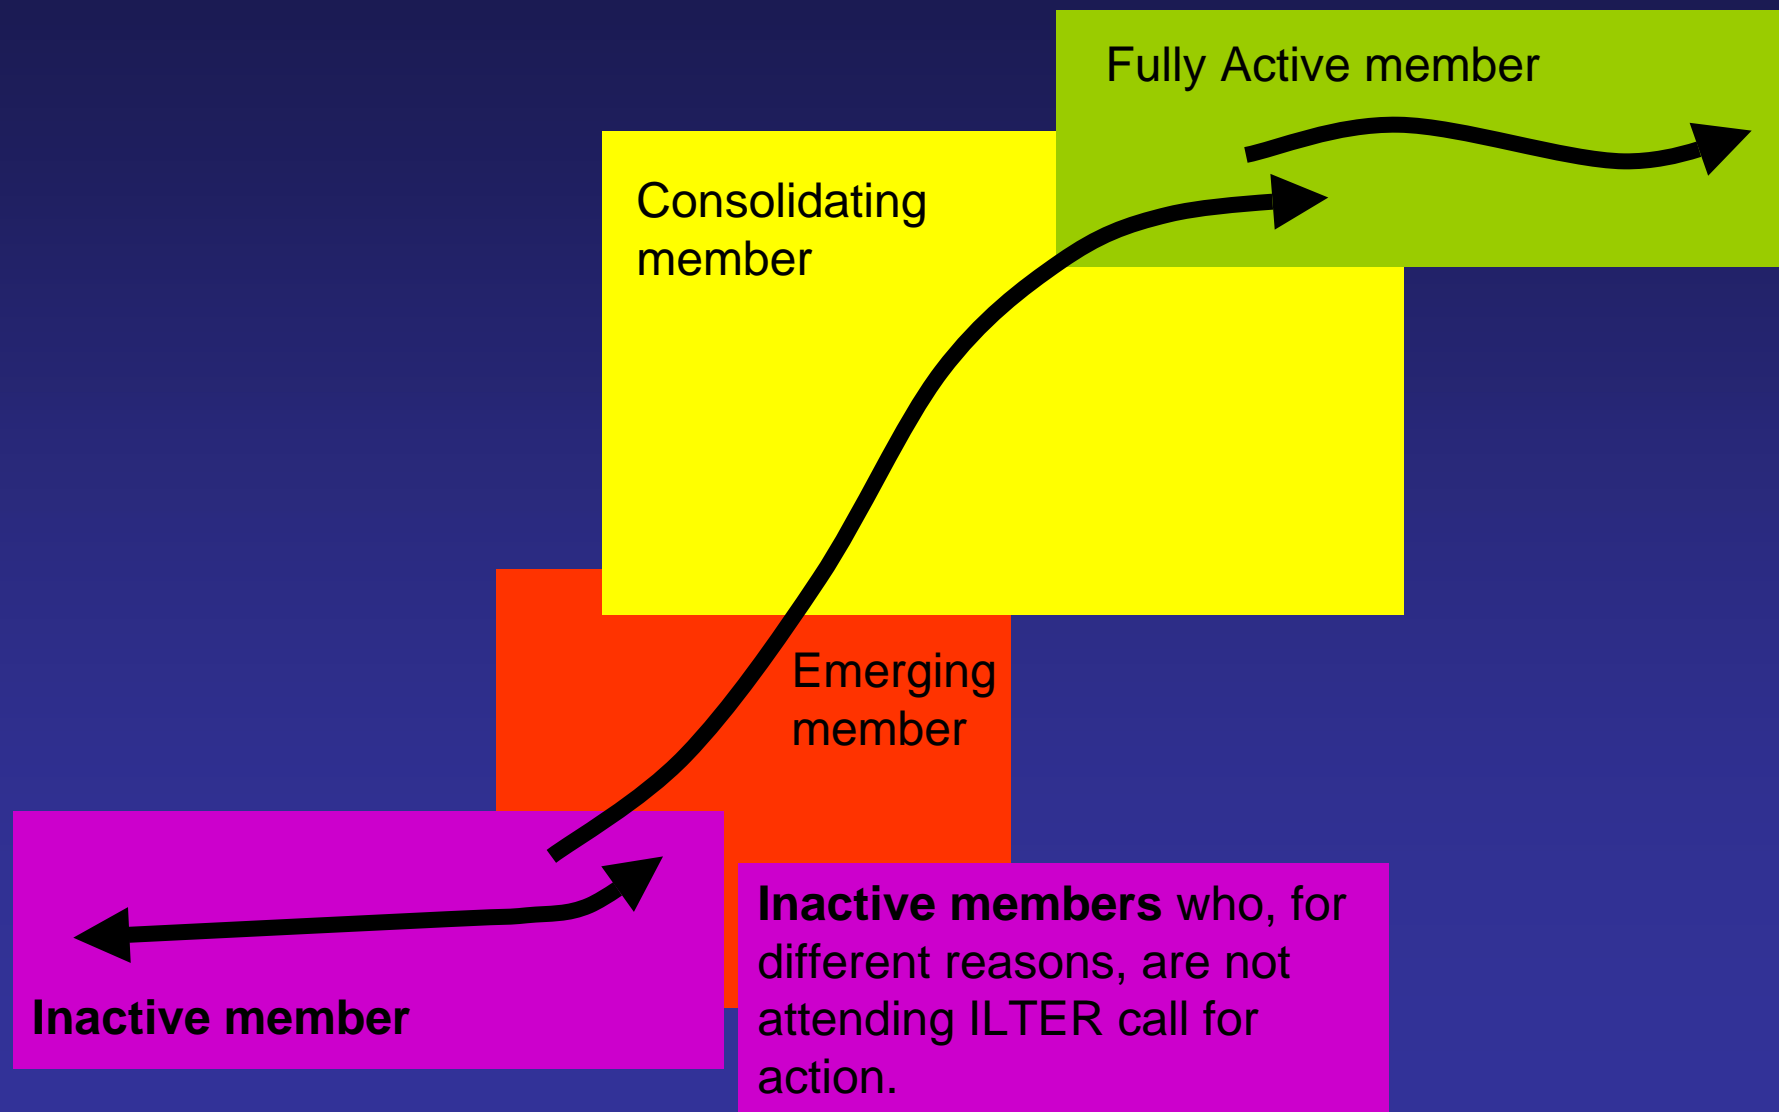 Fully Active member
Consolidating
member
Emerging
member
Inactive member
Inactive members who, for
different reasons, are not
attending ILTER call for
action.